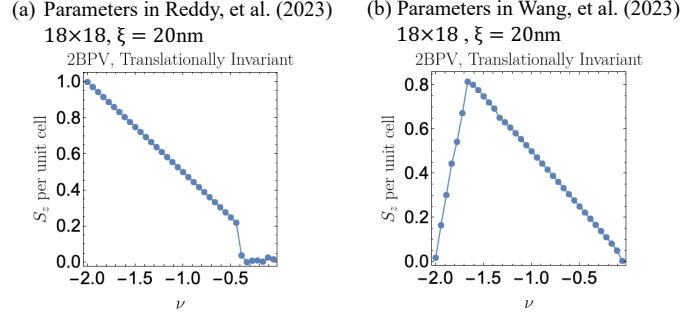 (a) Parameters in Reddy, et al. (2023)
18×18, ξ = 20nm
2BPV, Translationally Invariant
1.0
0.8
0.6
0.4
0.2
0.0
S_z per unit cell
-2.0 -1.5 -1.0 -0.5
ν
(b) Parameters in Wang, et al. (2023)
18×18 , ξ = 20nm
2BPV, Translationally Invariant
0.8
0.6
0.4
0.2
0.0
S_z per unit cell
-2.0 -1.5 -1.0 -0.5
ν